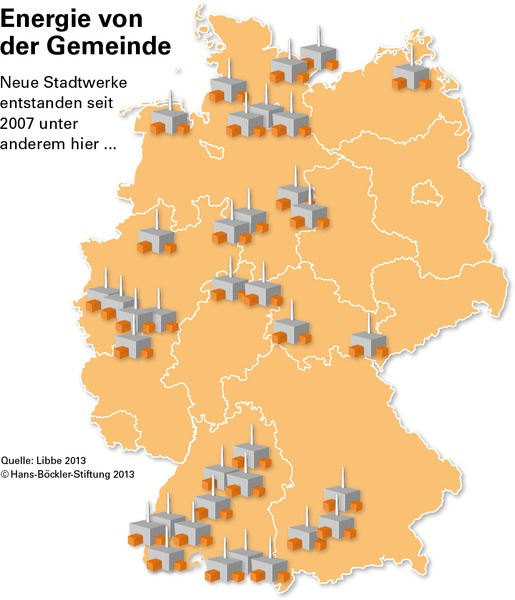 Energie von
der Gemeinde
Neue Stadtwerke
entstanden seit
2007 unter
anderem hier ...
Quelle: Libbe 2013
© Hans-Böckler-Stiftung 2013